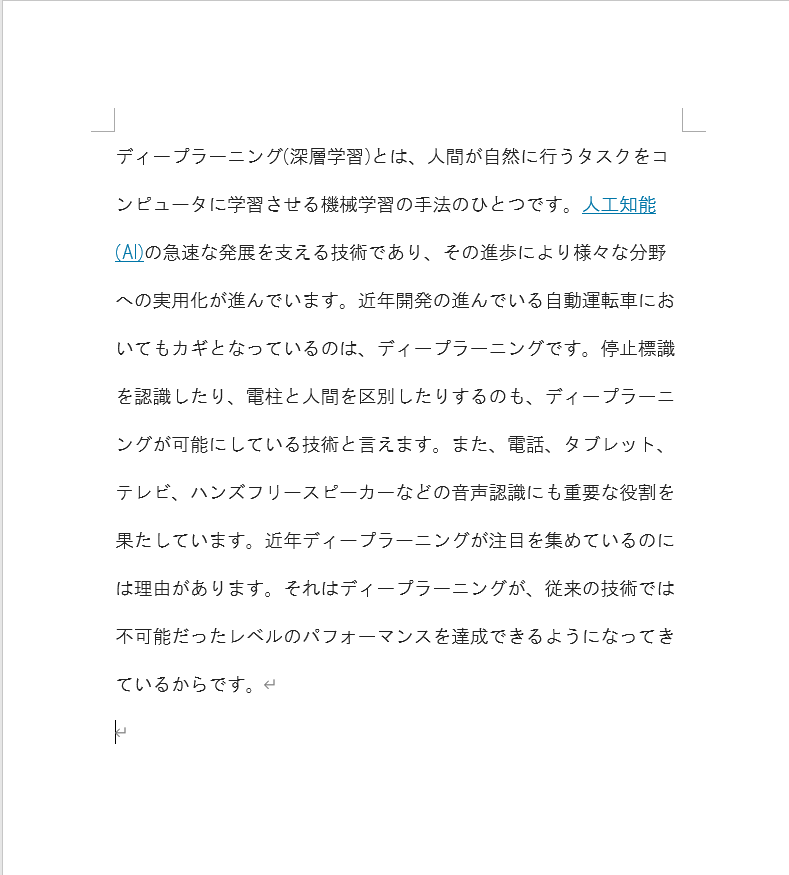 ディープラーニング(深層学習)とは、人間が自然に行うタスクをコ
ンピュータに学習させる機械学習の手法のひとつです。人工知能
(AI)の急速な発展を支える技術であり、その進歩により様々な分野
への実用化が進んでいます。近年開発の進んでいる自動運転車にお
いてもカギとなっているのは、ディープラーニングです。停止標識
を認識したり、電柱と人間を区別したりするのも、ディープラーニ
ングが可能にしている技術と言えます。また、電話、タブレット、
テレビ、ハンズフリースピーカーなどの音声認識にも重要な役割を
果たしています。近年ディープラーニングが注目を集めているのに
は理由があります。それはディープラーニングが、従来の技術では
不可能だったレベルのパフォーマンスを達成できるようになってき
ているからです。